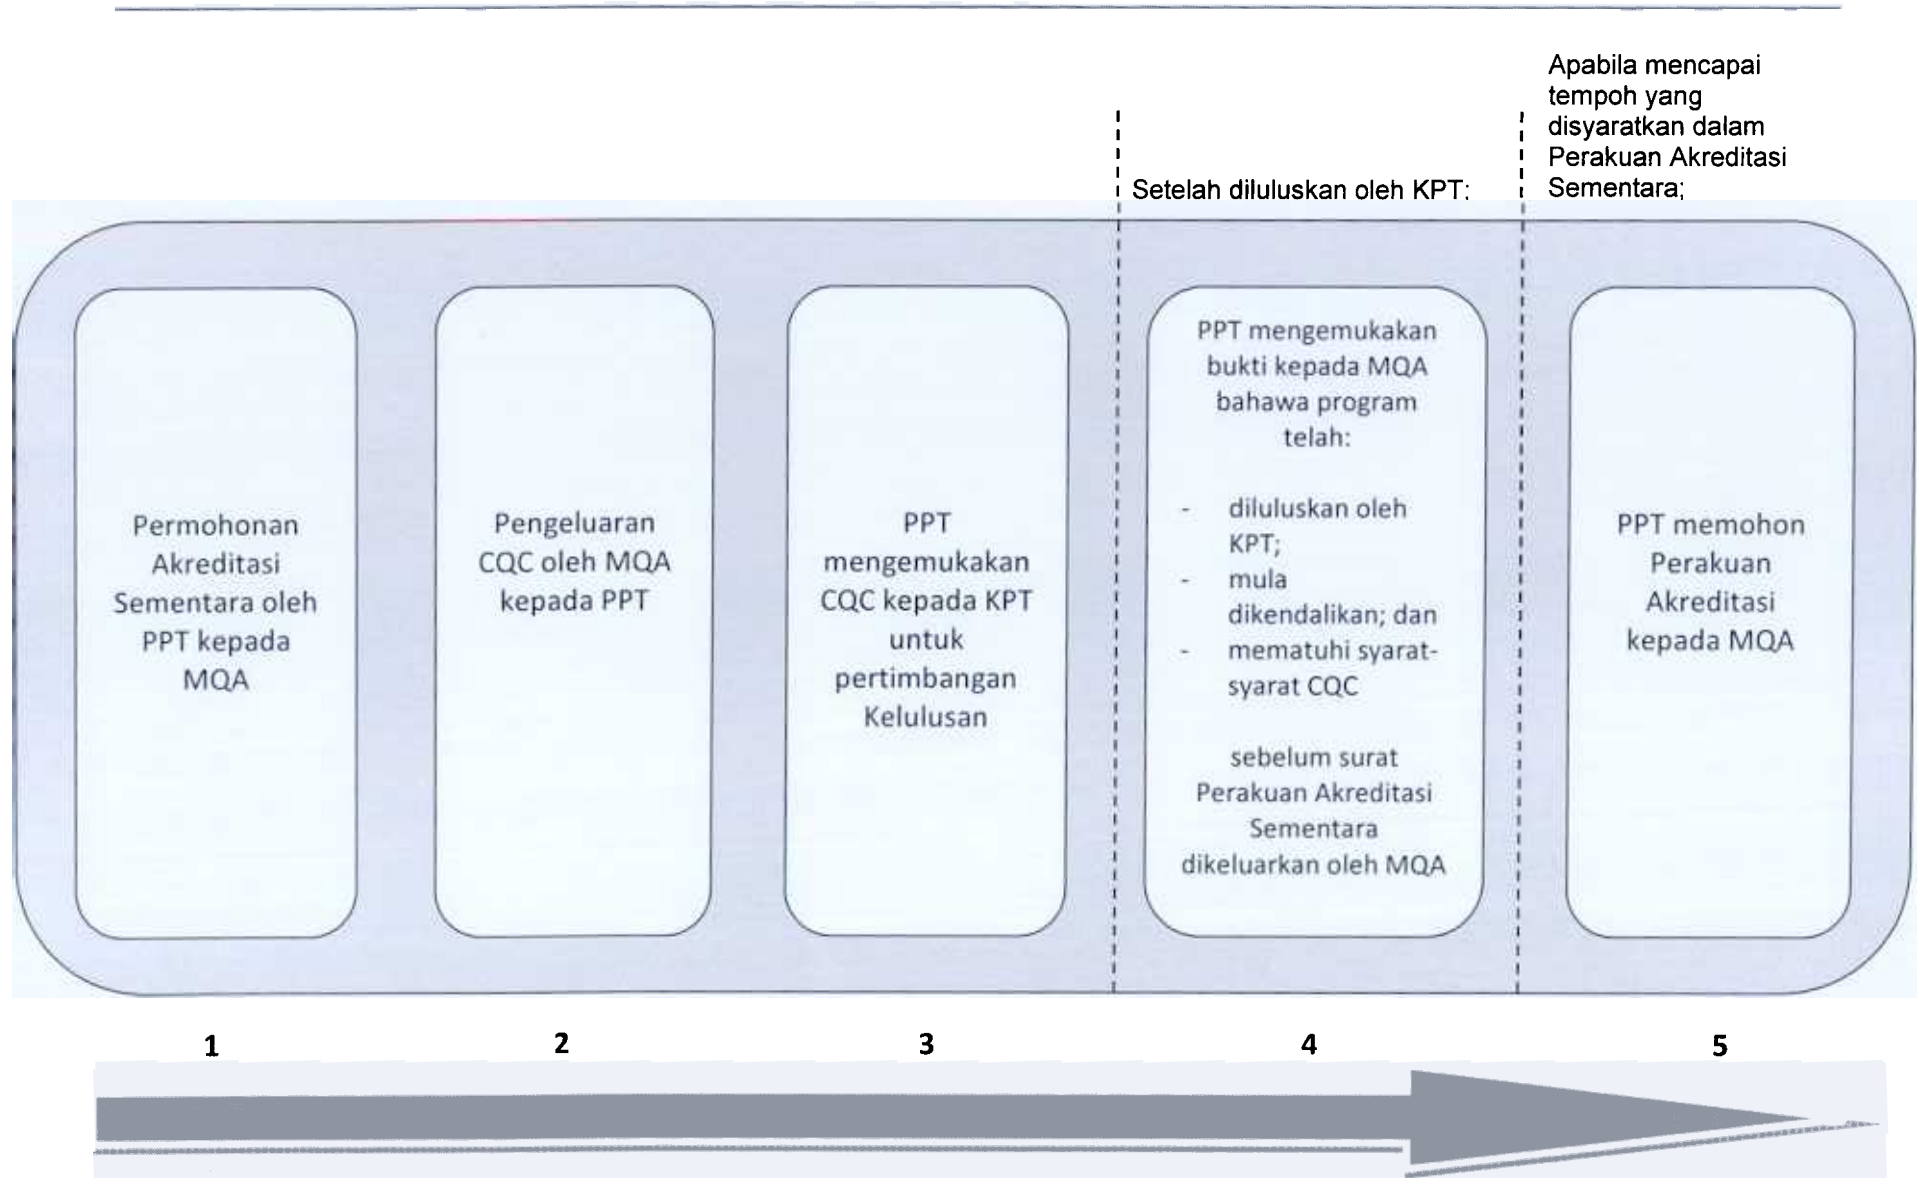 Apabila mencapai
tempoh yang
disyaratkan dalam
Perakuan Akreditasi
Sementara;
Setelah diluluskan oleh KPT;
Permohonan
Akreditasi
Sementara oleh
PPT kepada
MQA
Pengeluaran
CQC oleh MQA
kepada PPT
PPT
mengemukakan
CQC kepada KPT
untuk
pertimbangan
Kelulusan
PPT mengemukakan
bukti kepada MQA
bahawa program
telah:
- diluluskan oleh
KPT;
- mula
dikendalikan; dan
- mematuhi syarat-
syarat CQC
sebelum surat
Perakuan Akreditasi
Sementara
dikeluarkan oleh MQA
PPT memohon
Perakuan
Akreditasi
kepada MQA
1
2
3
4
5